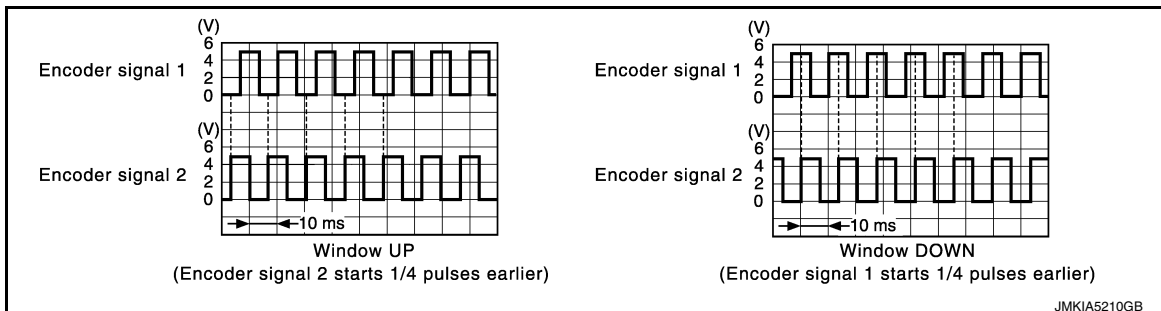 (V)
6
4
2
0
Encoder signal 1
(V)
6
4
2
0
Encoder signal 2
10 ms
Window UP
(Encoder signal 2 starts 1/4 pulses earlier)
(V)
6
4
2
0
Encoder signal 1
(V)
6
4
2
0
Encoder signal 2
10 ms
Window DOWN
(Encoder signal 1 starts 1/4 pulses earlier)
JMKIA5210GB